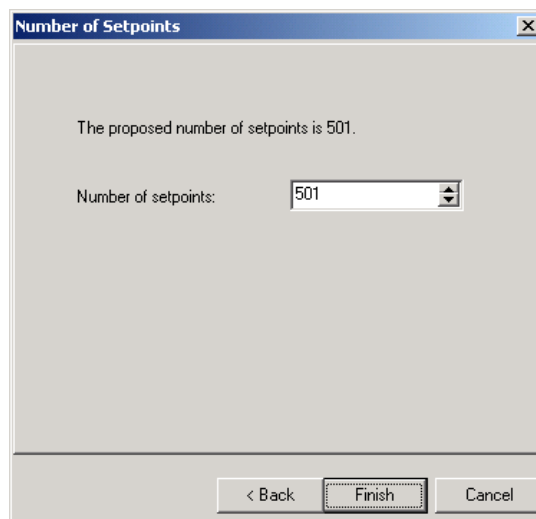 Number of Setpoints
The proposed number of setpoints is 501.
Number of setpoints: 501
< Back Finish Cancel